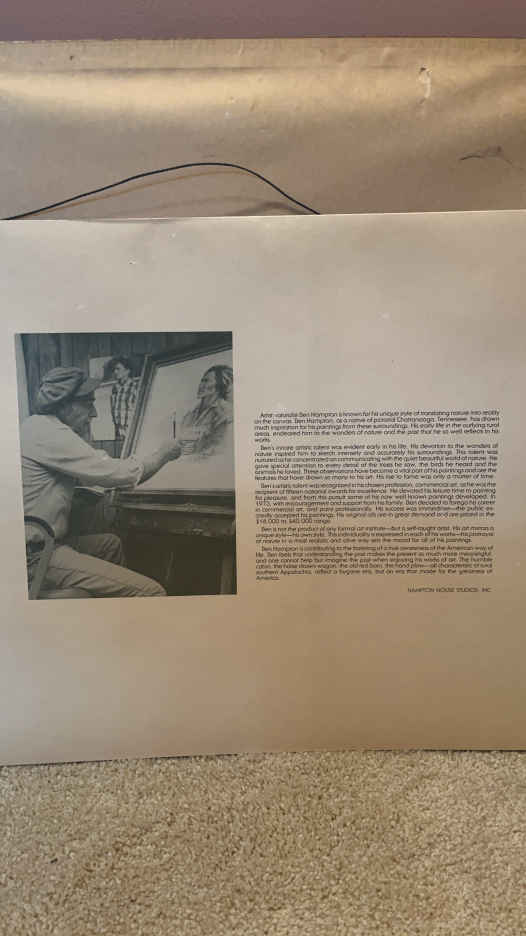 Artist-naturalist Ben Hampton is known for his unique style of translating nature into reality
on the canvas. Ben Hampton, as a native of pictorial Chattanooga, Tennessee, has drawn
much inspiration for his paintings from these surroundings. His early life in the outlying rural
areas, endeared him to the wonders of nature and the past that he so well reflects in his
works.
Ben's innate artistic talent was evident early in his life. His devotion to the wonders of
nature inspired him to sketch intensely and accurately his surroundings. This talent was
nurtured as he concentrated on communicating with the quiet beautiful world of nature. He
gave special attention to every detail of the trees he saw, the birds he heard and the
animals he loved. These observations have become a vital part of his paintings and are the
features that have drawn so many to his art. His rise to fame was only a matter of time.
Ben's artistic talent was recognized in his chosen profession, commercial art, as he was the
recipient of fifteen national awards for excellence. He devoted his leisure time to painting
for pleasure, and from this pursuit some of his now well-known paintings developed. In
1973, with encouragement and support from his family, Ben decided to forego his career
in commercial art, and paint professionally. His success was immediate—the public ex-
citedly accepted his paintings. His original oils are in great demand and are priced in the
$18,000 to $40,000 range.
Ben is not the product of any formal art institute—but a self-taught artist. His art mirrors a
unique style—his own style. This individuality is expressed in each of his works—his portrayal
of nature in a most realistic and alive way sets the mood for all of his paintings.
Ben Hampton is contributing to the fostering of a true awareness of the American way of
life. Ben feels that understanding the past makes the present so much more meaningful,
and one cannot help but imagine the past when enjoying his works of art. The humble
cabin, the horse drawn wagon, the old red barn, the hand plow—all characteristic of rural
southern Appalachia, reflect a bygone era, but an era that made for the greatness of
America.
HAMPTON HOUSE STUDIOS, INC.